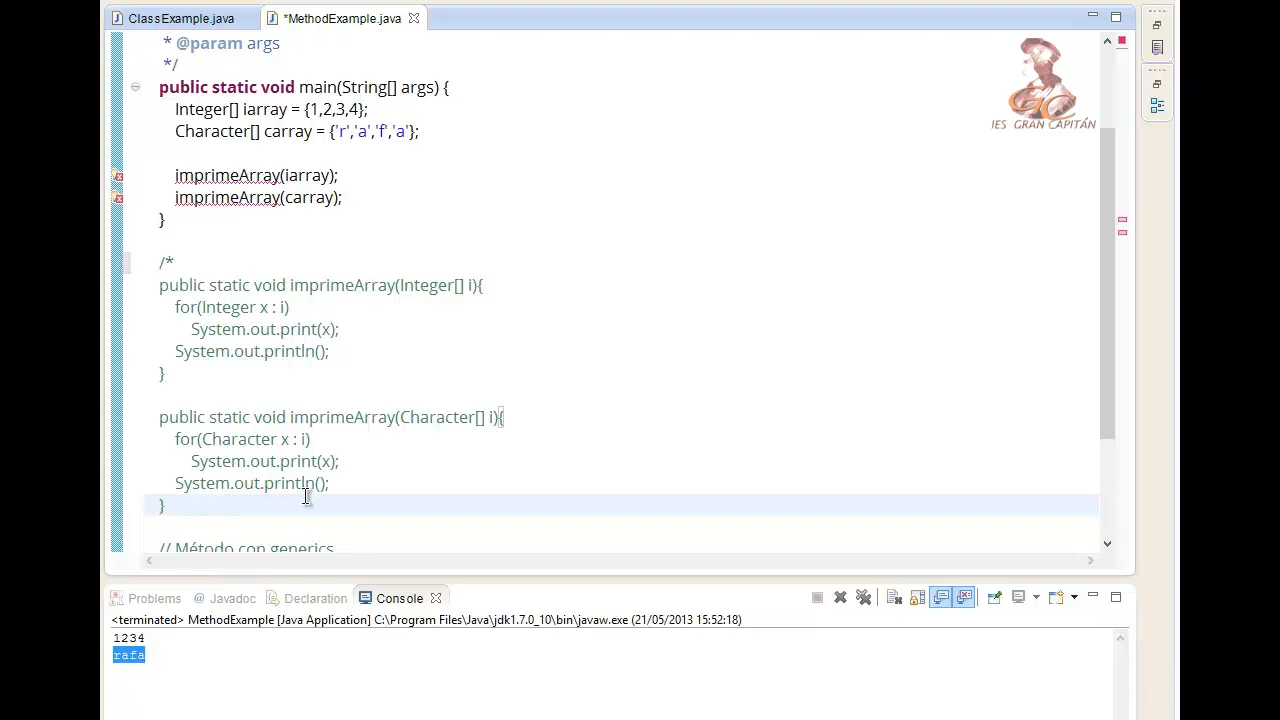 ClassExample.java
*MethodExample.java
* @param args
*/
public static void main(String[] args) {
Integer[] iarray = {1,2,3,4};
Character[] carray = {'r','a','f','a'};
IES GRAN CAPITÁN
imprimeArray(iarray);
imprimeArray(carray);
}
/*
public static void imprimeArray(Integer[] i){
for(Integer x : i)
System.out.print(x);
System.out.println();
}
public static void imprimeArray(Character[] i){
for(Character x : i)
System.out.print(x);
System.out.println();
}
// Método con generics
Problems
@ Javadoc
Declaration
Console
<terminated> MethodExample [Java Application] C:\Program Files\Java\jdk1.7.0_10\bin\javaw.exe (21/05/2013 15:52:18)
1234
rafa